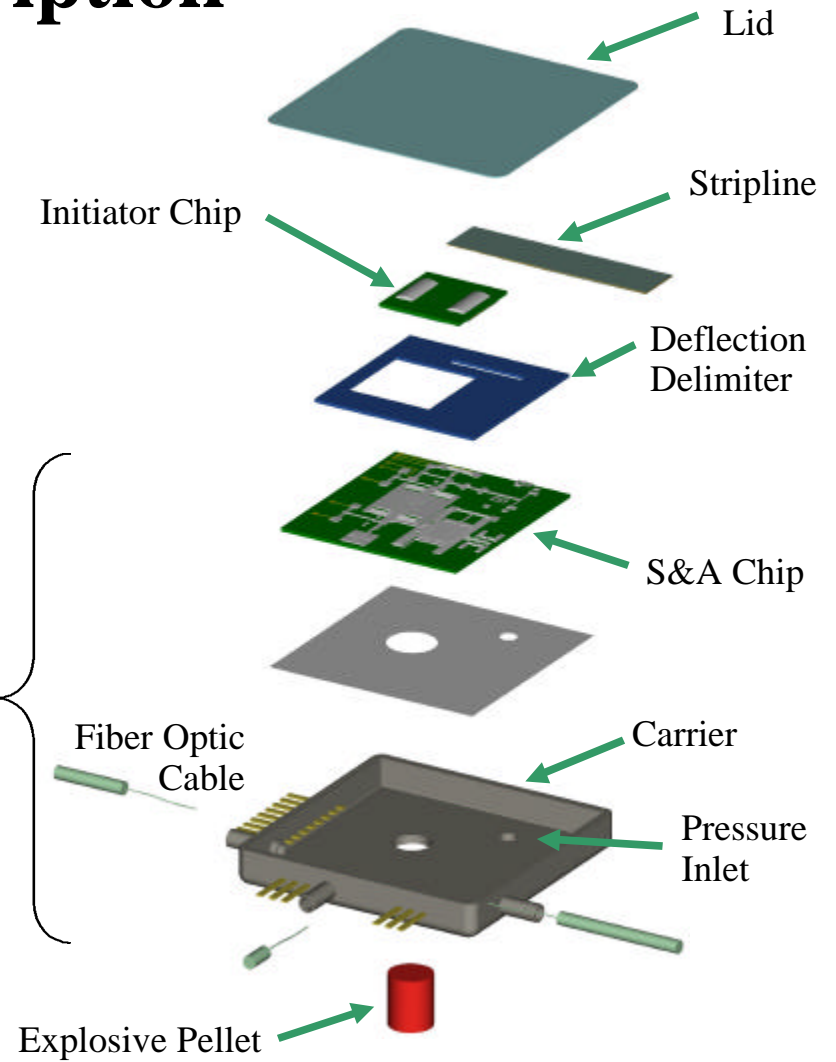 Lid
Stripline
Initiator Chip
Deflection
Delimiter
S&A Chip
Fiber Optic
Cable
Carrier
Pressure
Inlet
Explosive Pellet